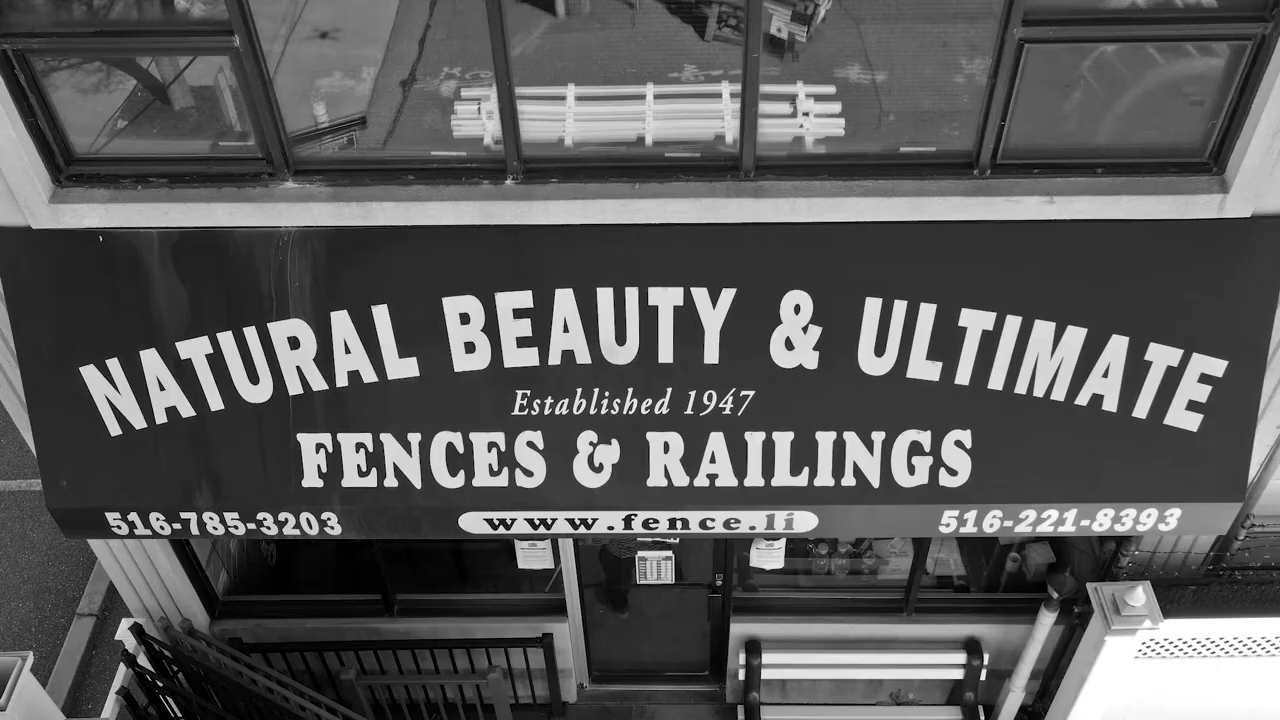 NATURAL BEAUTY & ULTIMATE
Established 1947
FENCES & RAILINGS
516-785-3203 www.fence.li 516-221-8393